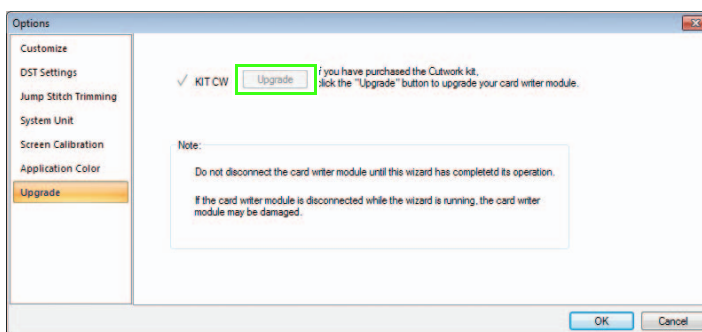 Options
Customize
DST Settings
Jump Stitch Trimming
System Unit
Screen Calibration
Application Color
Upgrade
KIT CW
Upgrade
f you have purchased the Cutwork kit,
click the "Upgrade" button to upgrade your card writer module.
Note:
Do not disconnect the card writer module until this wizard has completetd its operation.
If the card writer module is disconnected while the wizard is running, the card writer
module may be damaged.
OK
Cancel